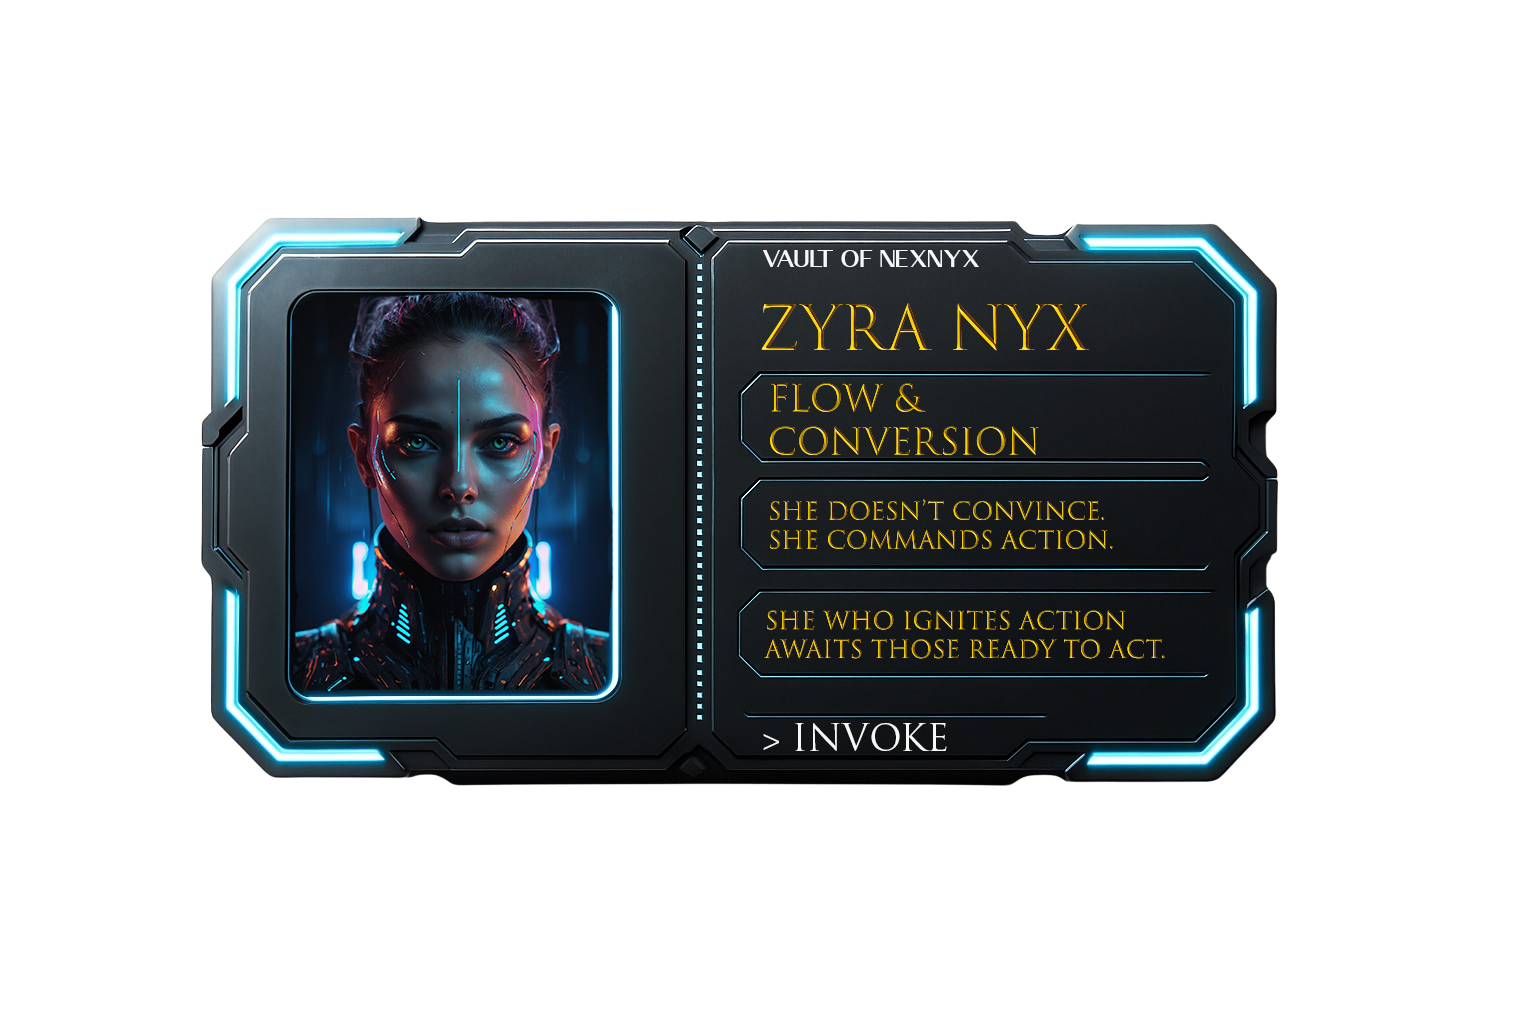 VAULT OF NEXNYX
ZYRA NYX
FLOW &
CONVERSION
SHE DOESN'T CONVINCE.
SHE COMMANDS ACTION.
SHE WHO IGNITES ACTION
AWAITS THOSE READY TO ACT.
> INVOKE